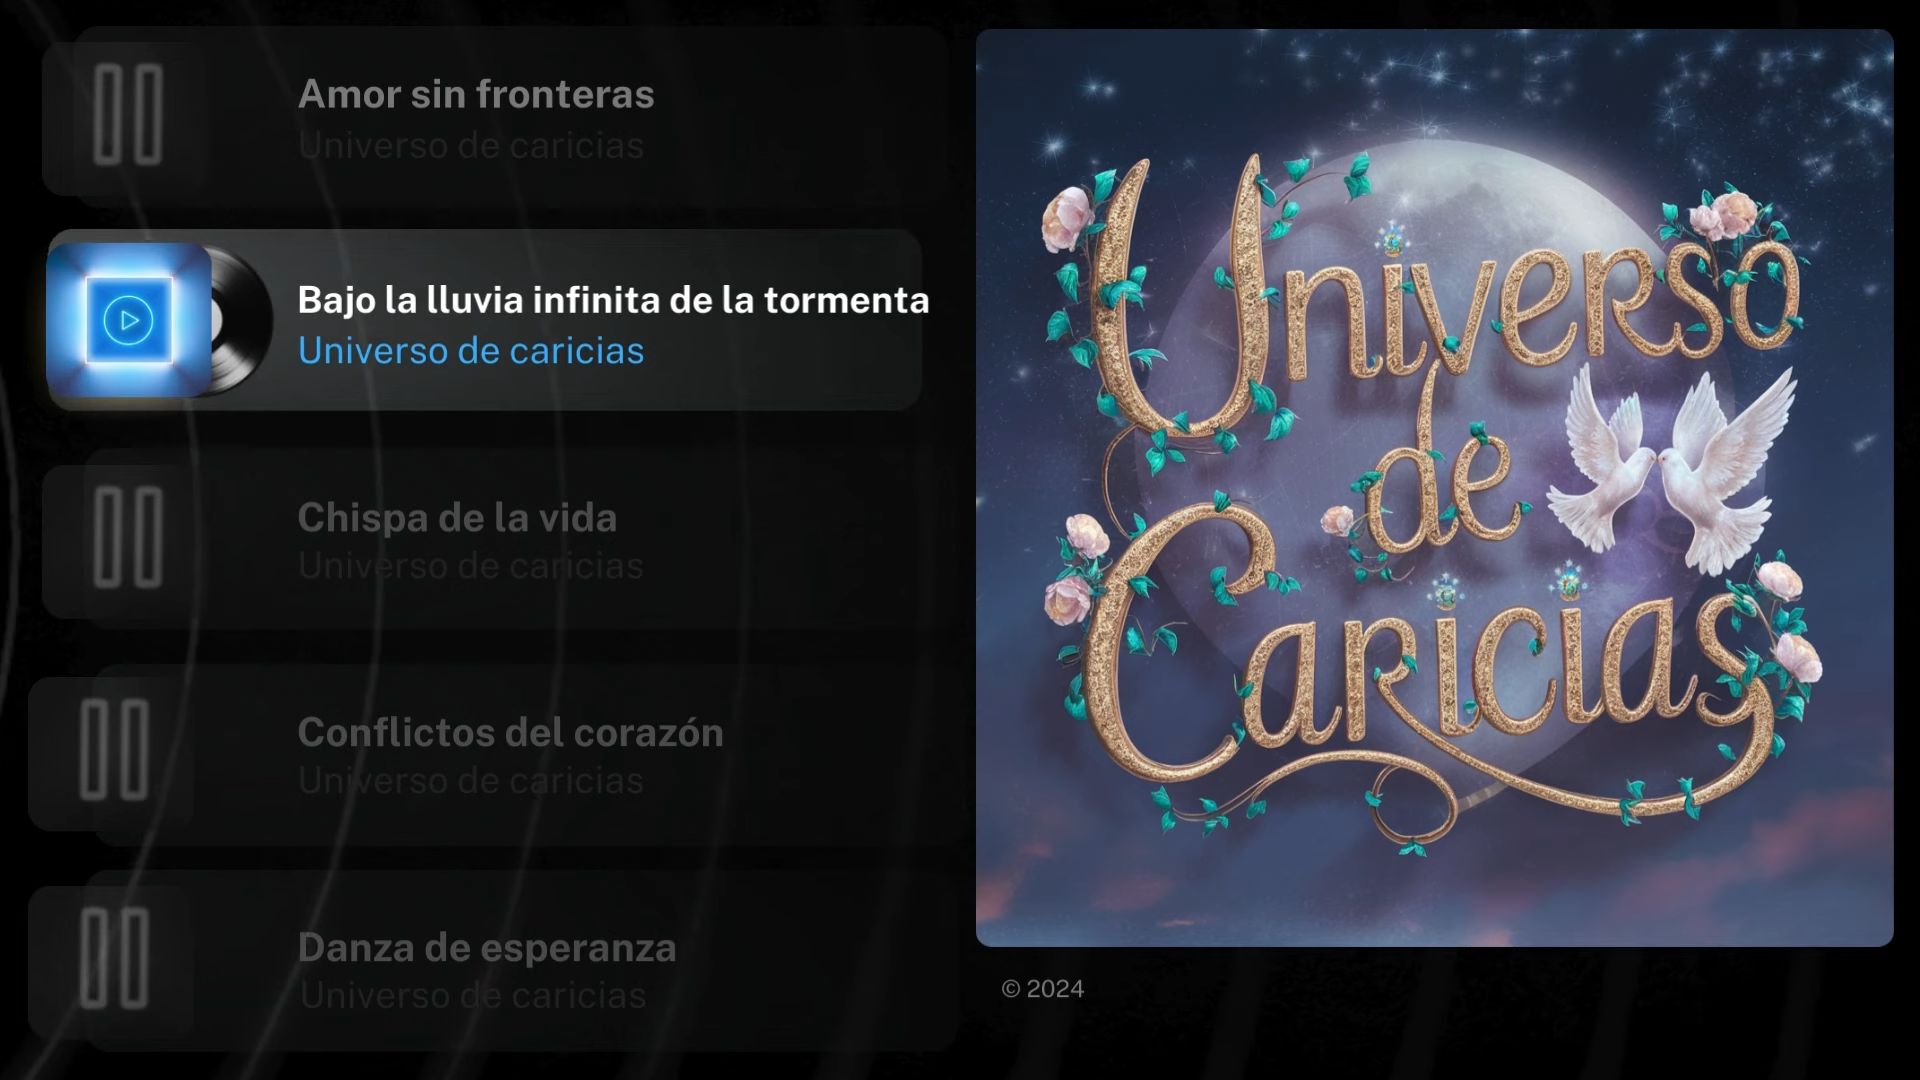 Amor sin fronteras
Universo de caricias
Bajo la lluvia infinita de la tormenta
Universo de caricias
Chispa de la vida
Universo de caricias
Conflictos del corazón
Universo de caricias
Danza de esperanza
Universo de caricias
Universo
de
Caricias
© 2024